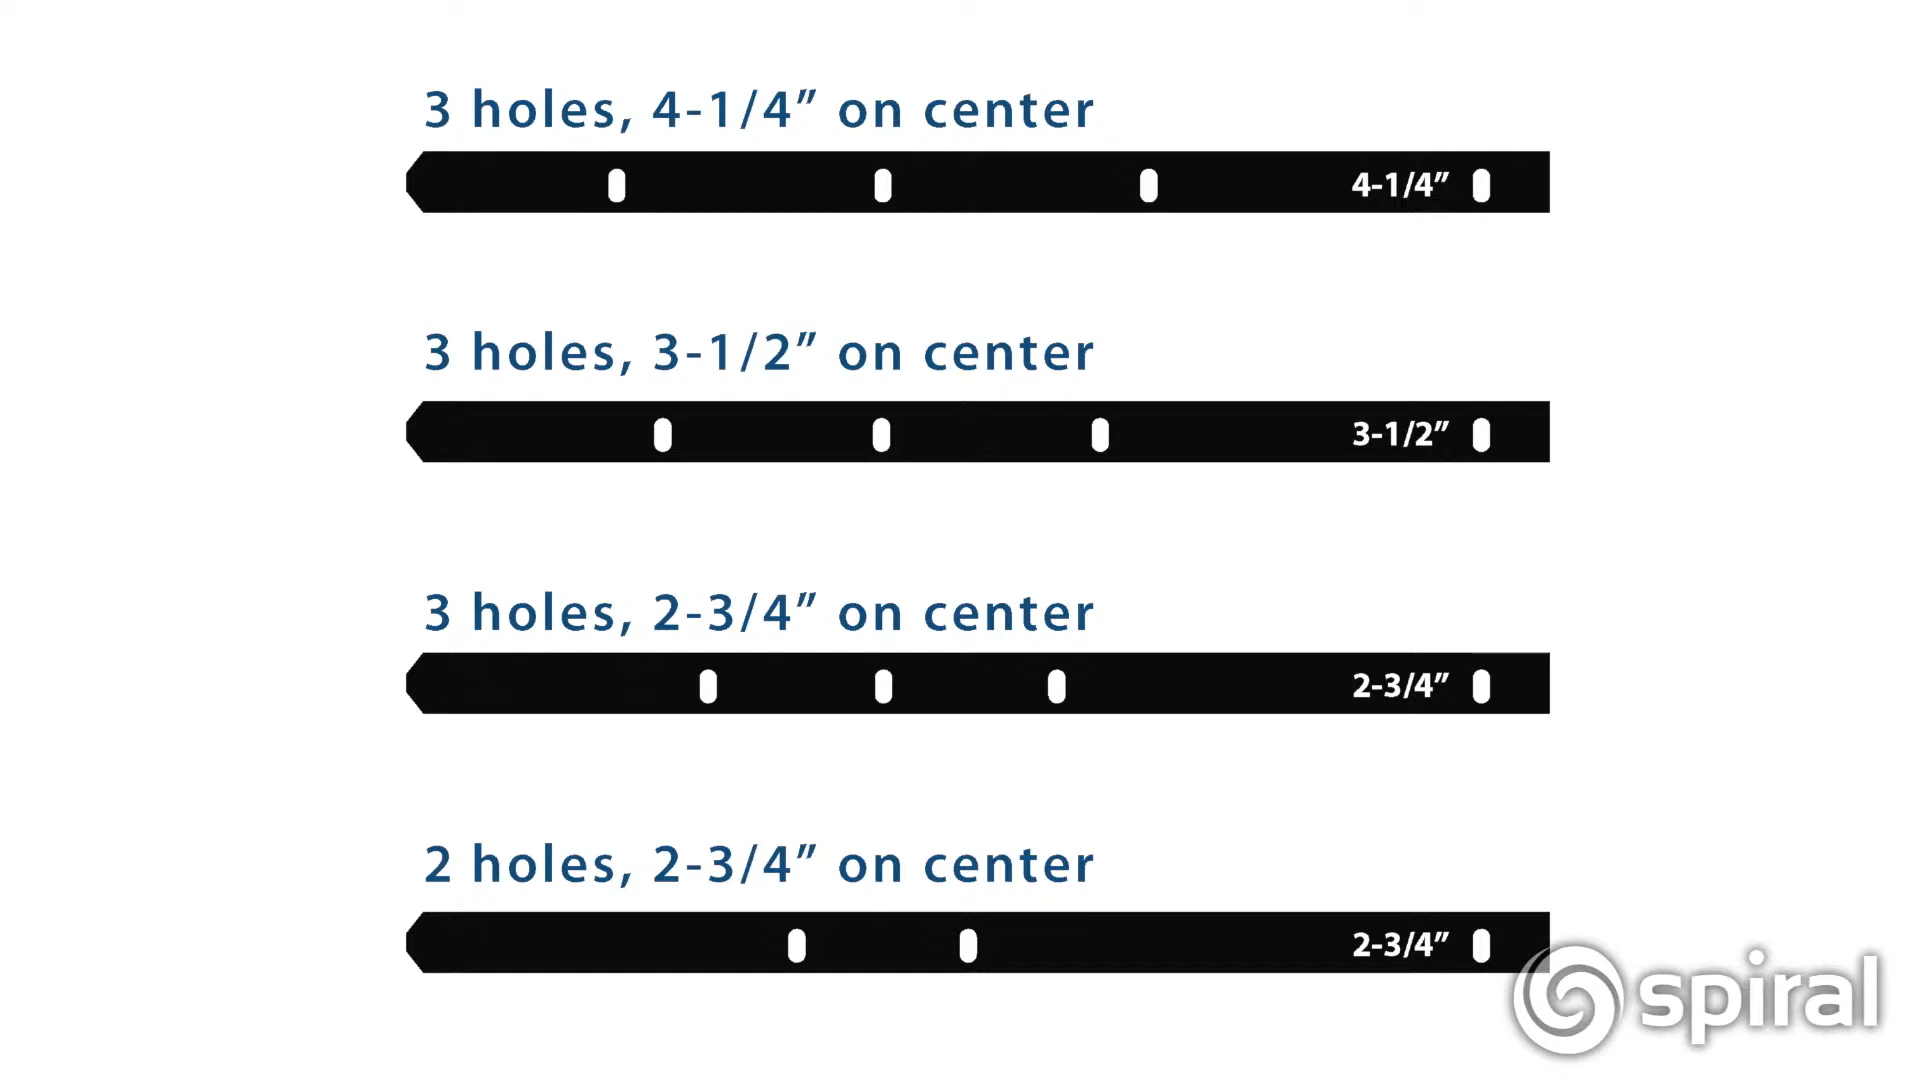 3 holes, 4-1/4” on center
4-1/4”
3 holes, 3-1/2” on center
3-1/2”
3 holes, 2-3/4” on center
2-3/4”
2 holes, 2-3/4” on center
2-3/4”
spiral